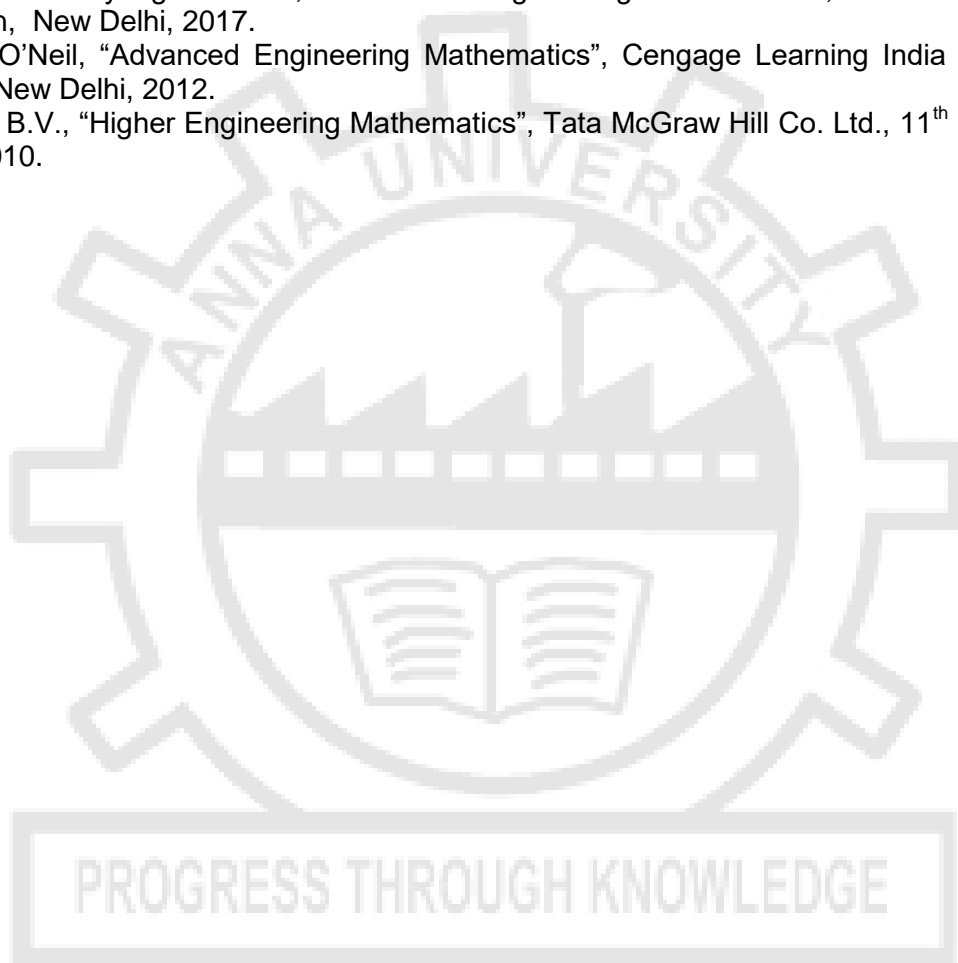 n, New Delhi, 2017.
O’Neil, “Advanced Engineering Mathematics”, Cengage Learning India
New Delhi, 2012.
B.V., “Higher Engineering Mathematics”, Tata McGraw Hill Co. Ltd., 11th
010.
ANNA UNIVERSITY
PROGRESS THROUGH KNOWLEDGE